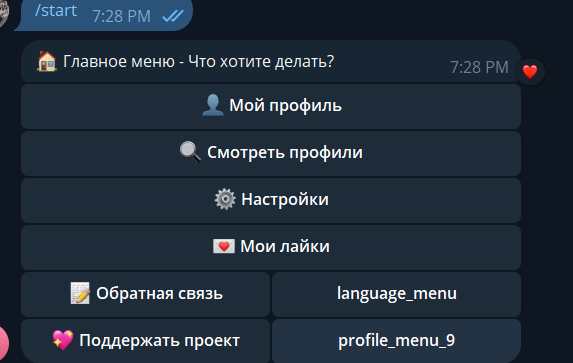 /start 7:28 PM
🏠 Главное меню - Что хотите делать?
7:28 PM
👤 Мой профиль
🔍 Смотреть профили
⚙️ Настройки
💌 Мои лайки
📝 Обратная связь
language_menu
💖 Поддержать проект
profile_menu_9